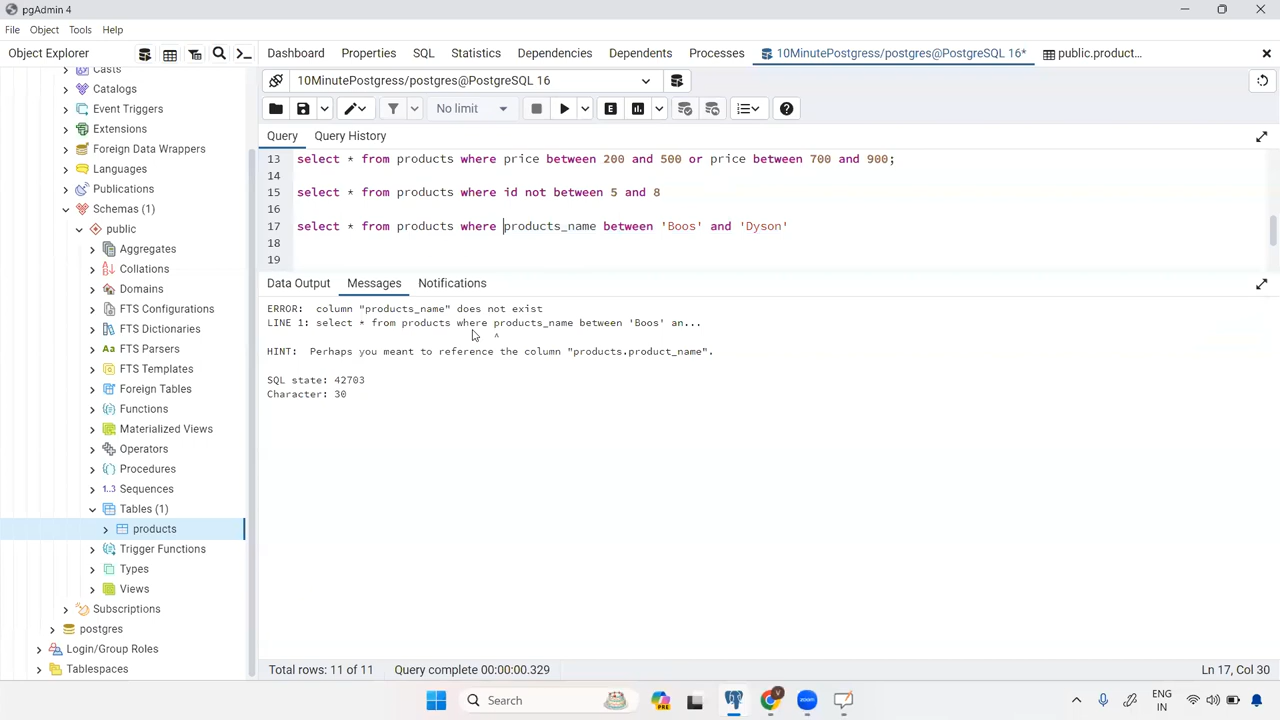 pgAdmin 4
File Object Tools Help
Object Explorer
Dashboard Properties SQL Statistics Dependencies Dependents Processes 10MinutePostgress/postgres@PostgreSQL 16* public.product...
10MinutePostgress/postgres@PostgreSQL 16
No limit
E
Query Query History
Casts
Catalogs
Event Triggers
Extensions
Foreign Data Wrappers
Languages
Publications
Schemas (1)
public
Aggregates
Collations
Domains
FTS Configurations
FTS Dictionaries
Aa FTS Parsers
FTS Templates
Foreign Tables
Functions
Materialized Views
Operators
Procedures
1..3 Sequences
Tables (1)
products
Trigger Functions
Types
Views
Subscriptions
postgres
Login/Group Roles
Tablespaces
13 select * from products where price between 200 and 500 or price between 700 and 900;
14
15 select * from products where id not between 5 and 8
16
17 select * from products where products_name between 'Boos' and 'Dyson'
18
19
Data Output Messages Notifications
ERROR: column "products_name" does not exist
LINE 1: select * from products where products_name between 'Boos' an...
^
HINT: Perhaps you meant to reference the column "products.product_name".
SQL state: 42703
Character: 30
Total rows: 11 of 11 Query complete 00:00:00.329 Ln 17, Col 30
Search PRE V zoom ENG
IN